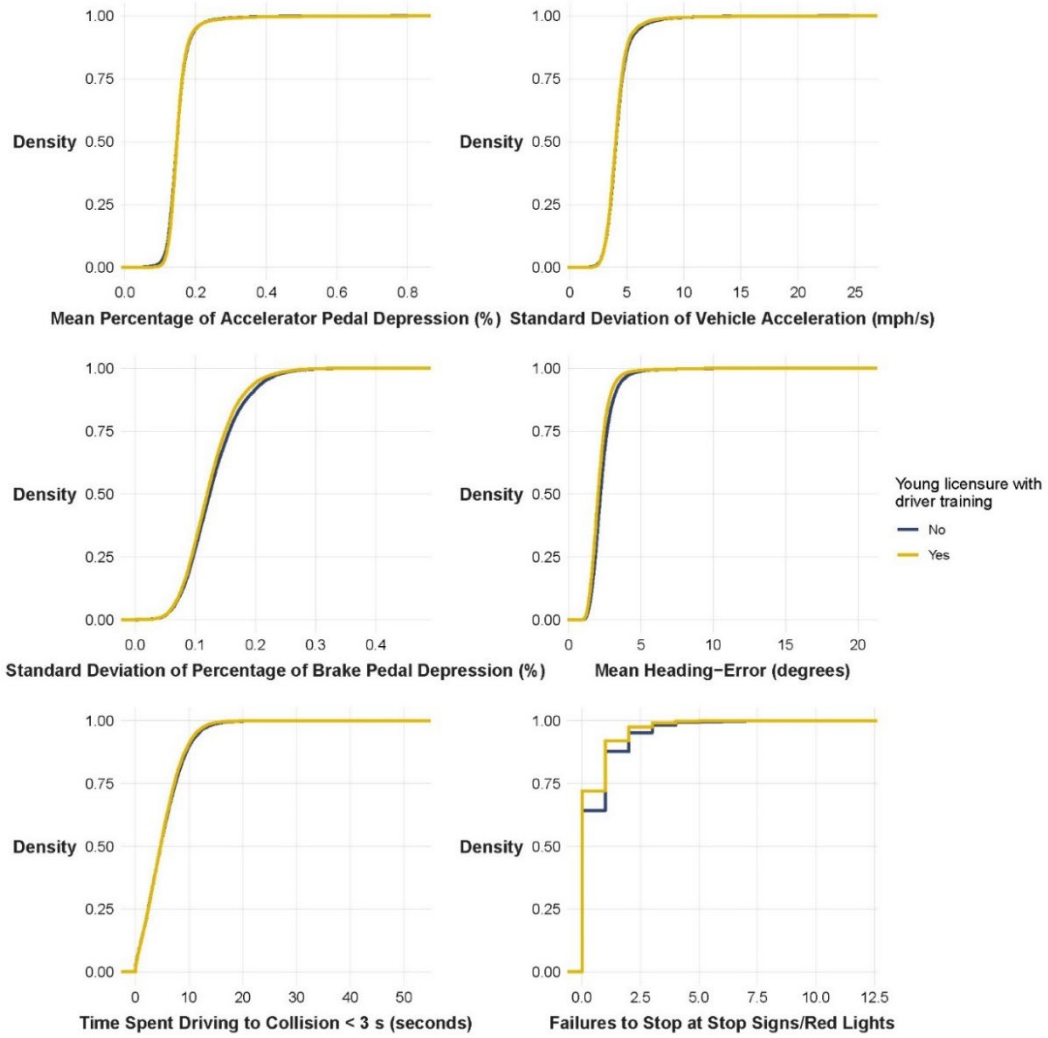 1.00
0.75
Density 0.50
0.25
0.00
0.0 0.2 0.4 0.6 0.8
Mean Percentage of Accelerator Pedal Depression (%)
1.00
0.75
Density 0.50
0.25
0.00
0 5 10 15 20 25
Standard Deviation of Vehicle Acceleration (mph/s)
1.00
0.75
Density 0.50
0.25
0.00
0.0 0.1 0.2 0.3 0.4
Standard Deviation of Percentage of Brake Pedal Depression (%)
1.00
0.75
Density 0.50
0.25
0.00
0 5 10 15 20
Mean Heading−Error (degrees)
Young licensure with
driver training
No
Yes
1.00
0.75
Density 0.50
0.25
0.00
0 10 20 30 40 50
Time Spent Driving to Collision < 3 s (seconds)
1.00
0.75
Density 0.50
0.25
0.00
0.0 2.5 5.0 7.5 10.0 12.5
Failures to Stop at Stop Signs/Red Lights